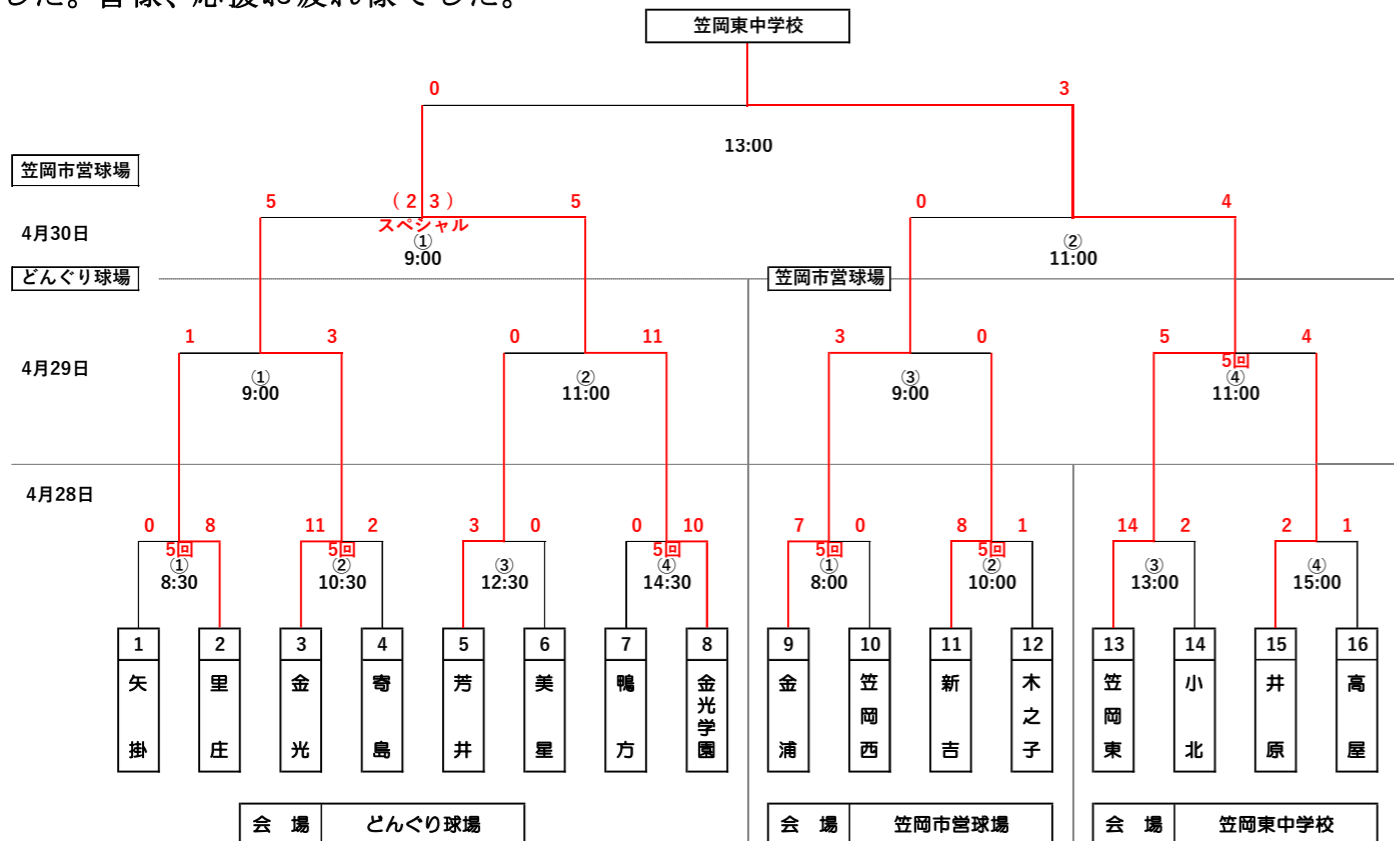 した。皆様、応援お疲れ様でした。
笠岡東中学校
0 3
13:00
笠岡市営球場
5 (2 3) 5 0 4
スペシャル
4月30日
① ②
9:00 11:00
どんぐり球場 笠岡市営球場
1 3 0 11 3 0 5 4
5回
4月29日
① ② ③ ④
9:00 11:00 9:00 11:00
4月28日
0 8 11 2 3 0 0 10 7 0 8 1 14 2 2 1
5回 5回 5回 5回 5回
① ② ③ ④ ① ② ③ ④
8:30 10:30 12:30 14:30 8:00 10:00 13:00 15:00
1 2 3 4 5 6 7 8 9 10 11 12 13 14 15 16
矢掛 里庄 金光 寄島 芳井 美星 鴨方 金光学園 金浦 笠岡西 新吉 木之子 笠岡東 小北 井原 高屋
会 場 どんぐり球場 会 場 笠岡市営球場 会 場 笠岡東中学校